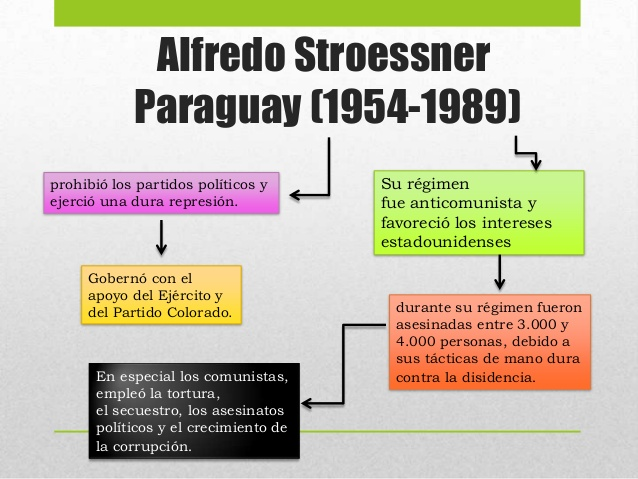 Alfredo Stroessner
Paraguay (1954-1989)
prohibió los partidos políticos y
ejerció una dura represión.
Su régimen
fue anticomunista y
favoreció los intereses
estadounidenses
Gobernó con el
apoyo del Ejército y
del Partido Colorado.
durante su régimen fueron
asesinadas entre 3.000 y
4.000 personas, debido a
sus tácticas de mano dura
contra la disidencia.
En especial los comunistas,
empleó la tortura,
el secuestro, los asesinatos
políticos y el crecimiento de
la corrupción.